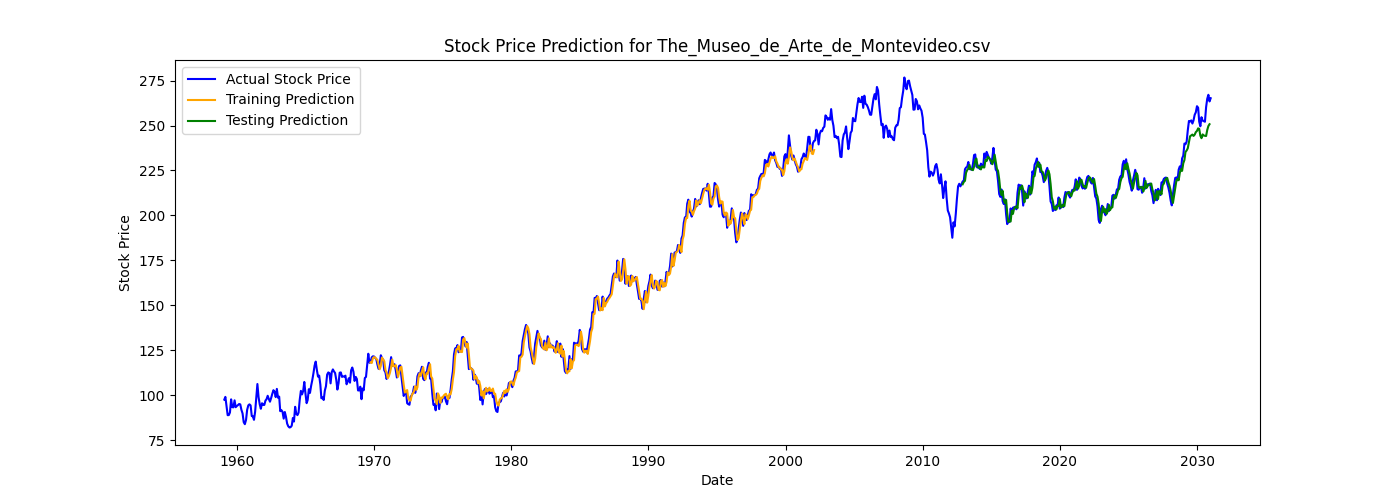 Stock Price Prediction for The_Museo_de_Arte_de_Montevideo.csv
Actual Stock Price
Training Prediction
Testing Prediction
Stock Price
275
250
225
200
175
150
125
100
75
1960 1970 1980 1990 2000 2010 2020 2030
Date